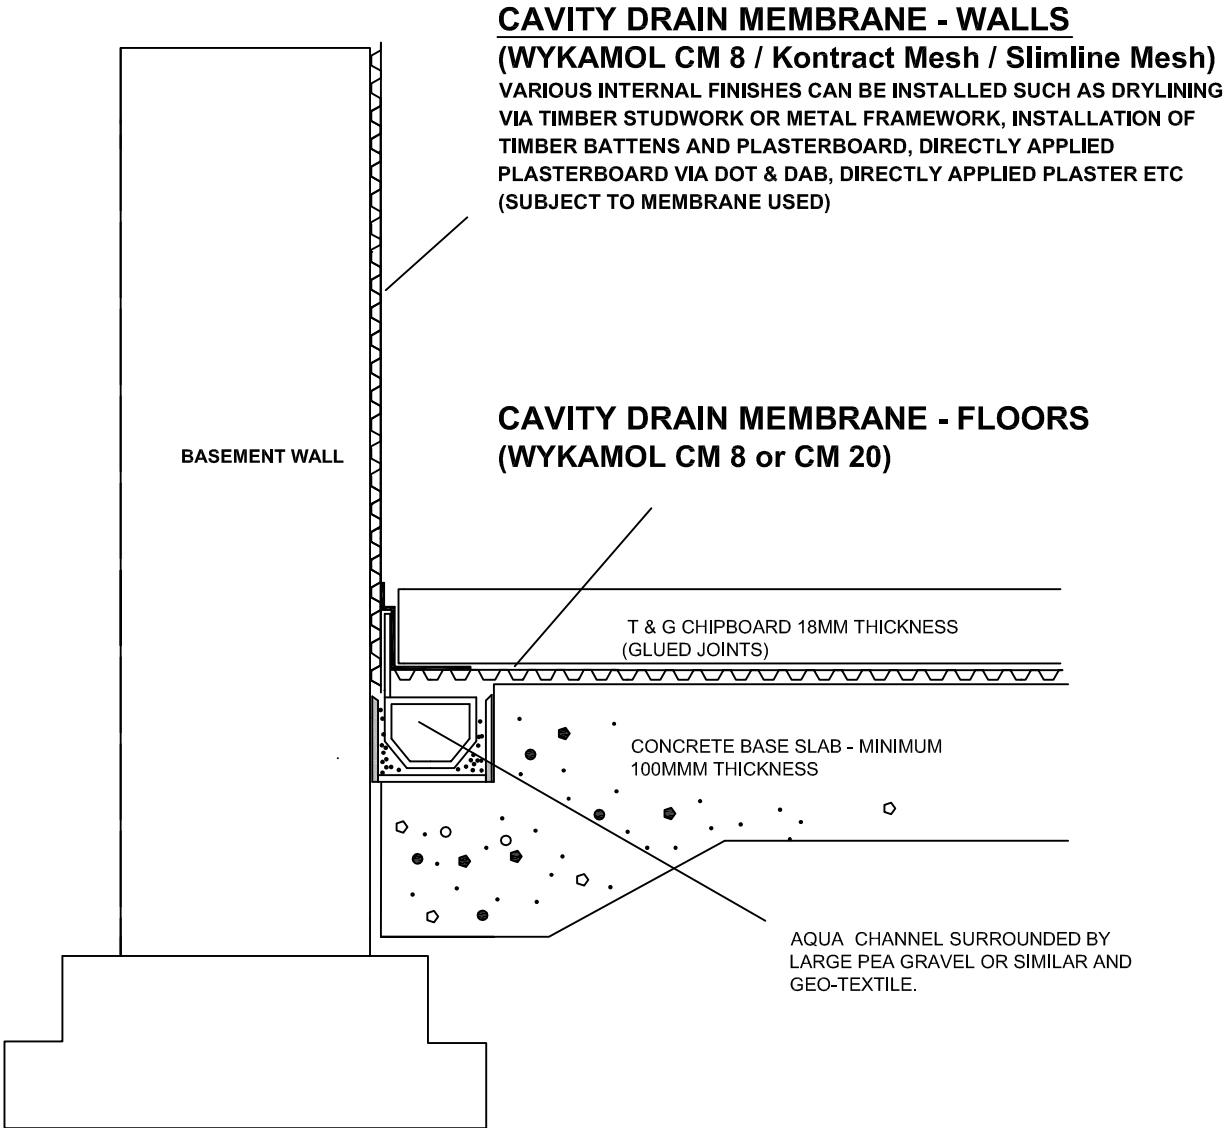 CAVITY DRAIN MEMBRANE - WALLS
(WYKAMOL CM 8 / Kontract Mesh / Slimline Mesh)
VARIOUS INTERNAL FINISHES CAN BE INSTALLED SUCH AS DRYLINING
VIA TIMBER STUDWORK OR METAL FRAMEWORK, INSTALLATION OF
TIMBER BATTENS AND PLASTERBOARD, DIRECTLY APPLIED
PLASTERBOARD VIA DOT & DAB, DIRECTLY APPLIED PLASTER ETC
(SUBJECT TO MEMBRANE USED)
CAVITY DRAIN MEMBRANE - FLOORS
(WYKAMOL CM 8 or CM 20)
BASEMENT WALL
T & G CHIPBOARD 18MM THICKNESS
(GLUED JOINTS)
CONCRETE BASE SLAB - MINIMUM
100MMM THICKNESS
AQUA CHANNEL SURROUNDED BY
LARGE PEA GRAVEL OR SIMILAR AND
GEO-TEXTILE.